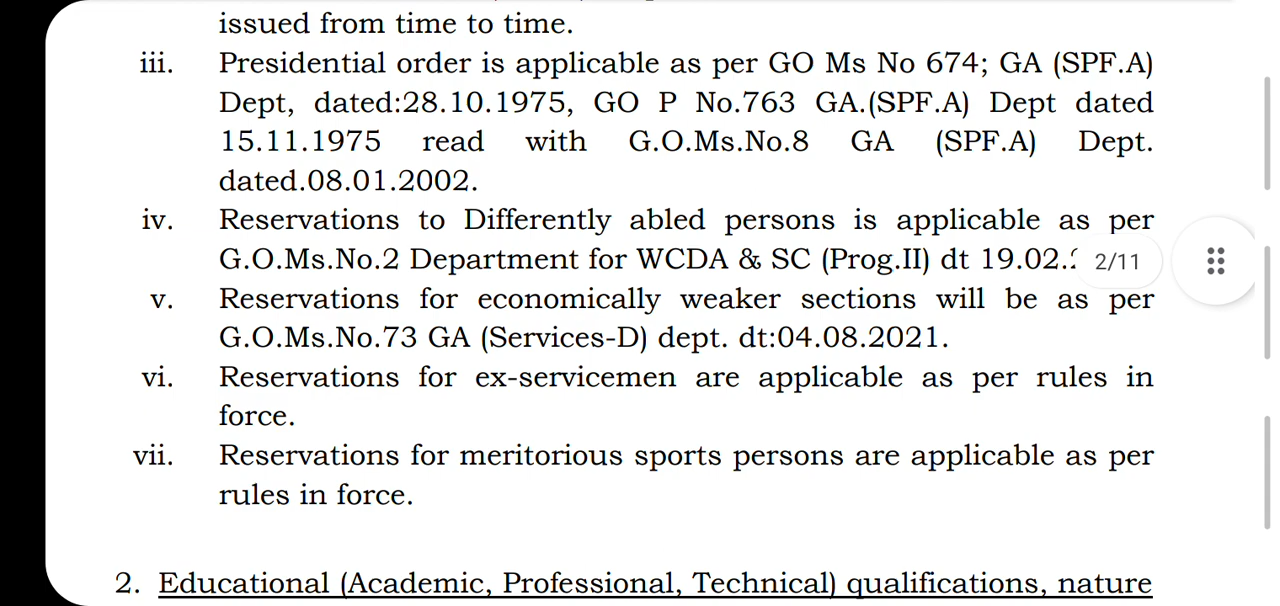 issued from time to time.
iii. Presidential order is applicable as per GO Ms No 674; GA (SPF.A)
Dept, dated:28.10.1975, GO P No.763 GA.(SPF.A) Dept dated
15.11.1975 read with G.O.Ms.No.8 GA (SPF.A) Dept.
dated.08.01.2002.
iv. Reservations to Differently abled persons is applicable as per
G.O.Ms.No.2 Department for WCDA & SC (Prog.II) dt 19.02.
2/11
v. Reservations for economically weaker sections will be as per
G.O.Ms.No.73 GA (Services-D) dept. dt:04.08.2021.
vi. Reservations for ex-servicemen are applicable as per rules in
force.
vii. Reservations for meritorious sports persons are applicable as per
rules in force.
2. Educational (Academic, Professional, Technical) qualifications, nature